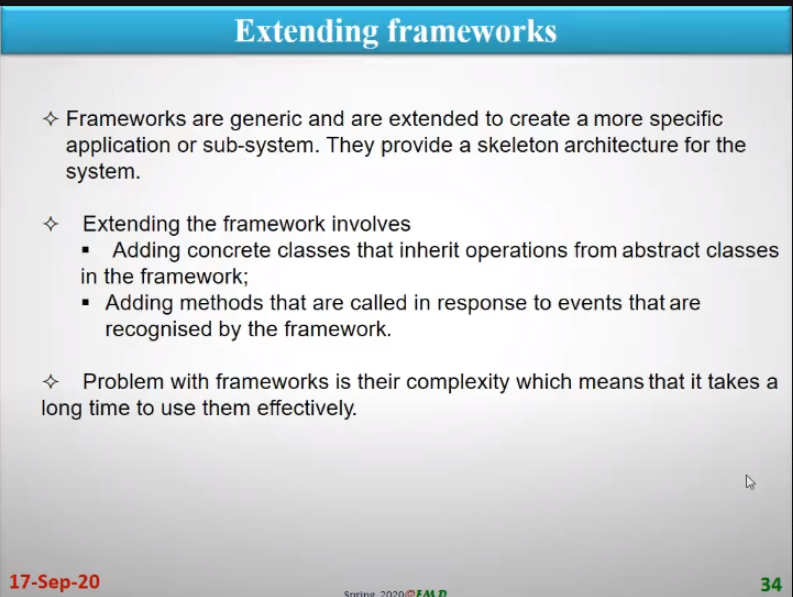 Extending frameworks
✧ Frameworks are generic and are extended to create a more specific
application or sub-system. They provide a skeleton architecture for the
system.
✧ Extending the framework involves
▪ Adding concrete classes that inherit operations from abstract classes
in the framework;
▪ Adding methods that are called in response to events that are
recognised by the framework.
✧ Problem with frameworks is their complexity which means that it takes a
long time to use them effectively.
17-Sep-20
Spring, 2020©FMD
34